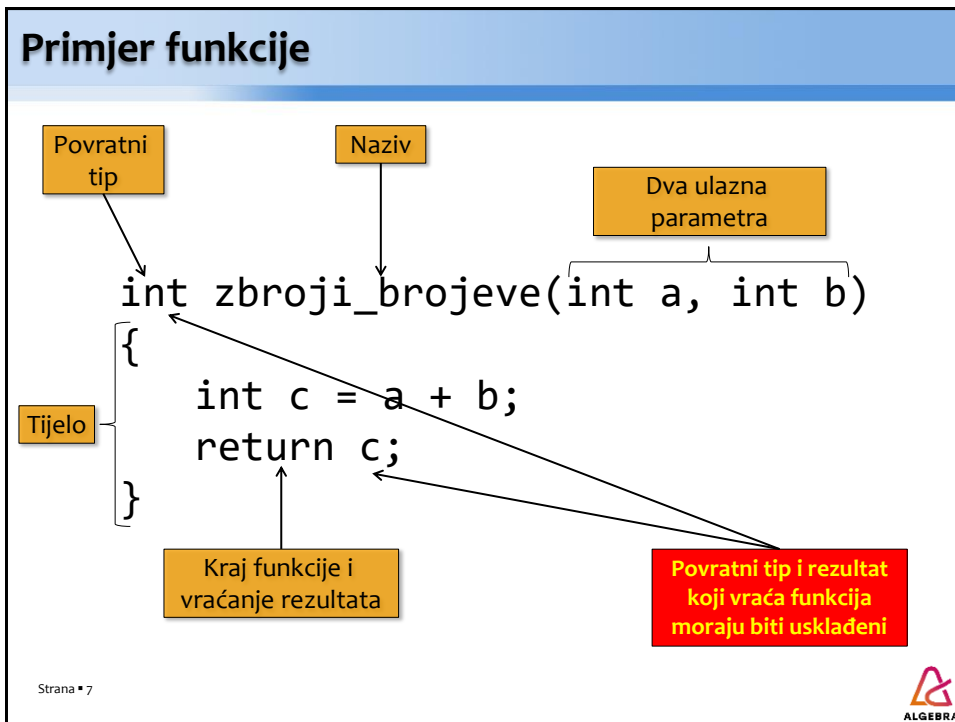 Primjer funkcije
Povratni
tip
Naziv
Dva ulazna
parametra
int zbroji_brojeve(int a, int b)
{
int c = a + b;
return c;
}
Tijelo
Kraj funkcije i
vraćanje rezultata
Povratni tip i rezultat
koji vraća funkcija
moraju biti usklađeni
Strana ▪ 7
ALGEBRA